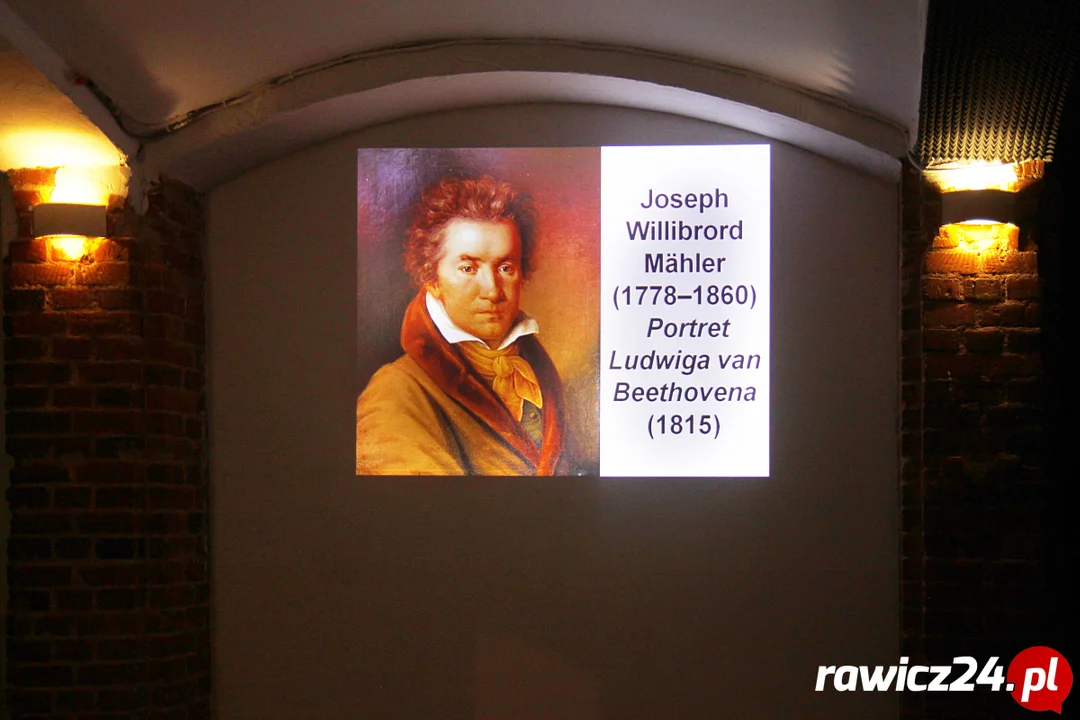 Joseph
Willibrord
Mähler
(1778–1860)
Portret
Ludwiga van
Beethovena
(1815)
rawicz24.pl